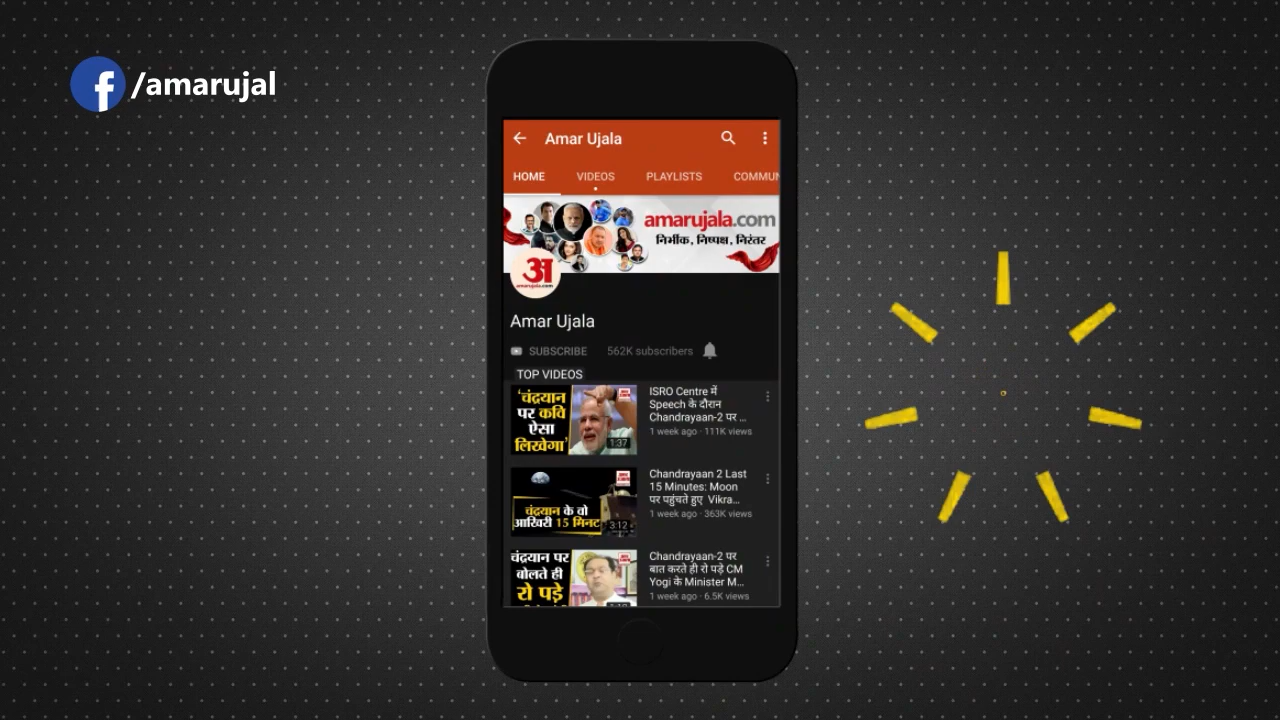 /amarujal
Amar Ujala
HOME VIDEOS PLAYLISTS COMMUN
amarujala.com
निर्भीक, निष्पक्ष, निरंतर
अ
amarujala.com
Amar Ujala
SUBSCRIBE 562K subscribers
TOP VIDEOS
'चंद्रयान
पर कवि
ऐसा
लिखेगा'
1:37
ISRO Centre में
Speech के दौरान
Chandrayaan-2 पर ...
1 week ago · 111K views
चंद्रयान के वो
आखिरी 15 मिनट
3:12
Chandrayaan 2 Last
15 Minutes: Moon
पर पहुंचते हुए Vikra...
1 week ago · 363K views
चंद्रयान पर
बोलते ही
रो पड़े
Chandrayaan-2 पर
बात करते ही रो पड़े CM
Yogi के Minister M...
1 week ago · 6.5K views